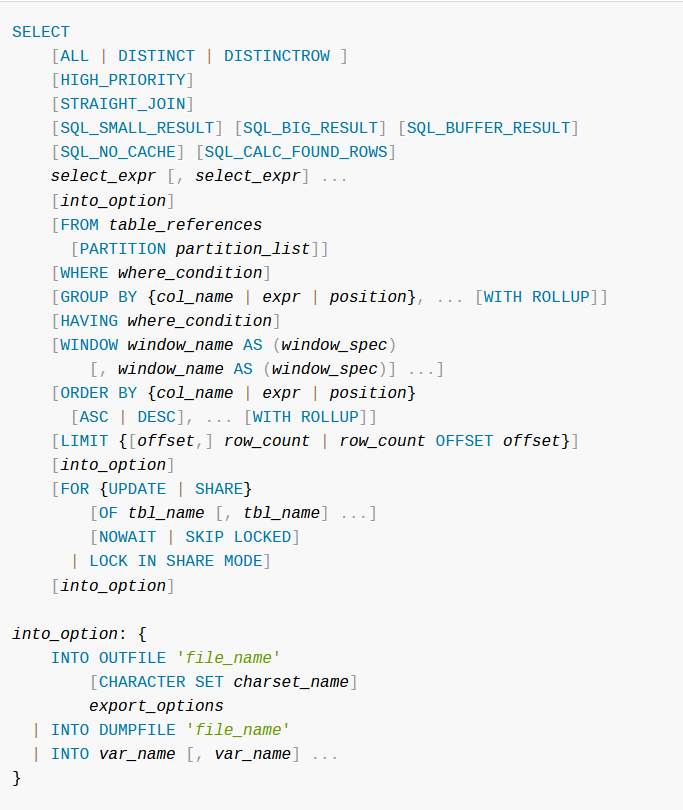 SELECT
    [ALL | DISTINCT | DISTINCTROW ]
    [HIGH_PRIORITY]
    [STRAIGHT_JOIN]
    [SQL_SMALL_RESULT] [SQL_BIG_RESULT] [SQL_BUFFER_RESULT]
    [SQL_NO_CACHE] [SQL_CALC_FOUND_ROWS]
    select_expr [, select_expr] ...
    [into_option]
    [FROM table_references
      [PARTITION partition_list]]
    [WHERE where_condition]
    [GROUP BY {col_name | expr | position}, ... [WITH ROLLUP]]
    [HAVING where_condition]
    [WINDOW window_name AS (window_spec)
        [, window_name AS (window_spec)] ...]
    [ORDER BY {col_name | expr | position}
      [ASC | DESC], ... [WITH ROLLUP]]
    [LIMIT {[offset,] row_count | row_count OFFSET offset}]
    [into_option]
    [FOR {UPDATE | SHARE}
        [OF tbl_name [, tbl_name] ...]
        [NOWAIT | SKIP LOCKED]
      | LOCK IN SHARE MODE]
    [into_option]

into_option: {
    INTO OUTFILE 'file_name'
        [CHARACTER SET charset_name]
        export_options
  | INTO DUMPFILE 'file_name'
  | INTO var_name [, var_name] ...
}